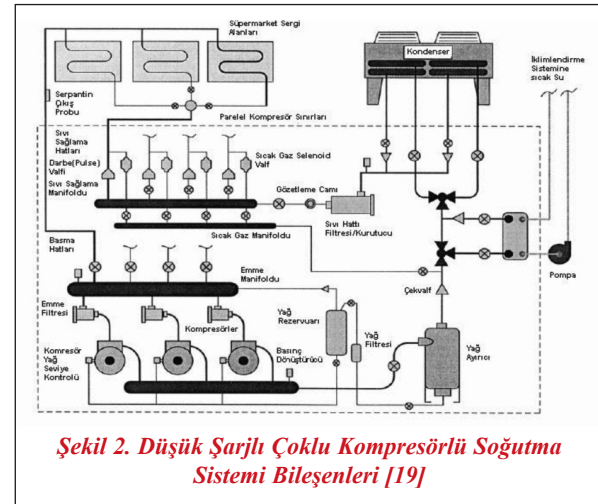 Süpermarket Sergi
Alanları
Kondenser
İklimlendirme
Sistemine
sıcak Su
Serpantin
Çıkış
Probu
Parelel Kompresör Sınırları
Sıvı
Sağlama
Hatları
Darbe(Pulse)
Valfi
Sıvı Sağlama
Manifoldu
Sıcak Gaz Selenoid
Valf
Gözetleme Camı
Sıvı Hattı
Filtresi/Kurutucu
Sıcak Gaz Manifoldu
Basma
Hatları
Emme
Manifoldu
Pompa
Çekvalf
Emme
Filtresi
Kompresörler
Yağ
Rezervuarı
Yağ
Filtresi
Yağ
Ayırıcı
Komresör
Yağ
Seviye
Kontrolü
Basınç
Dönüştürücü
Şekil 2. Düşük Şarjlı Çoklu Kompresörlü Soğutma
Sistemi Bileşenleri [19]